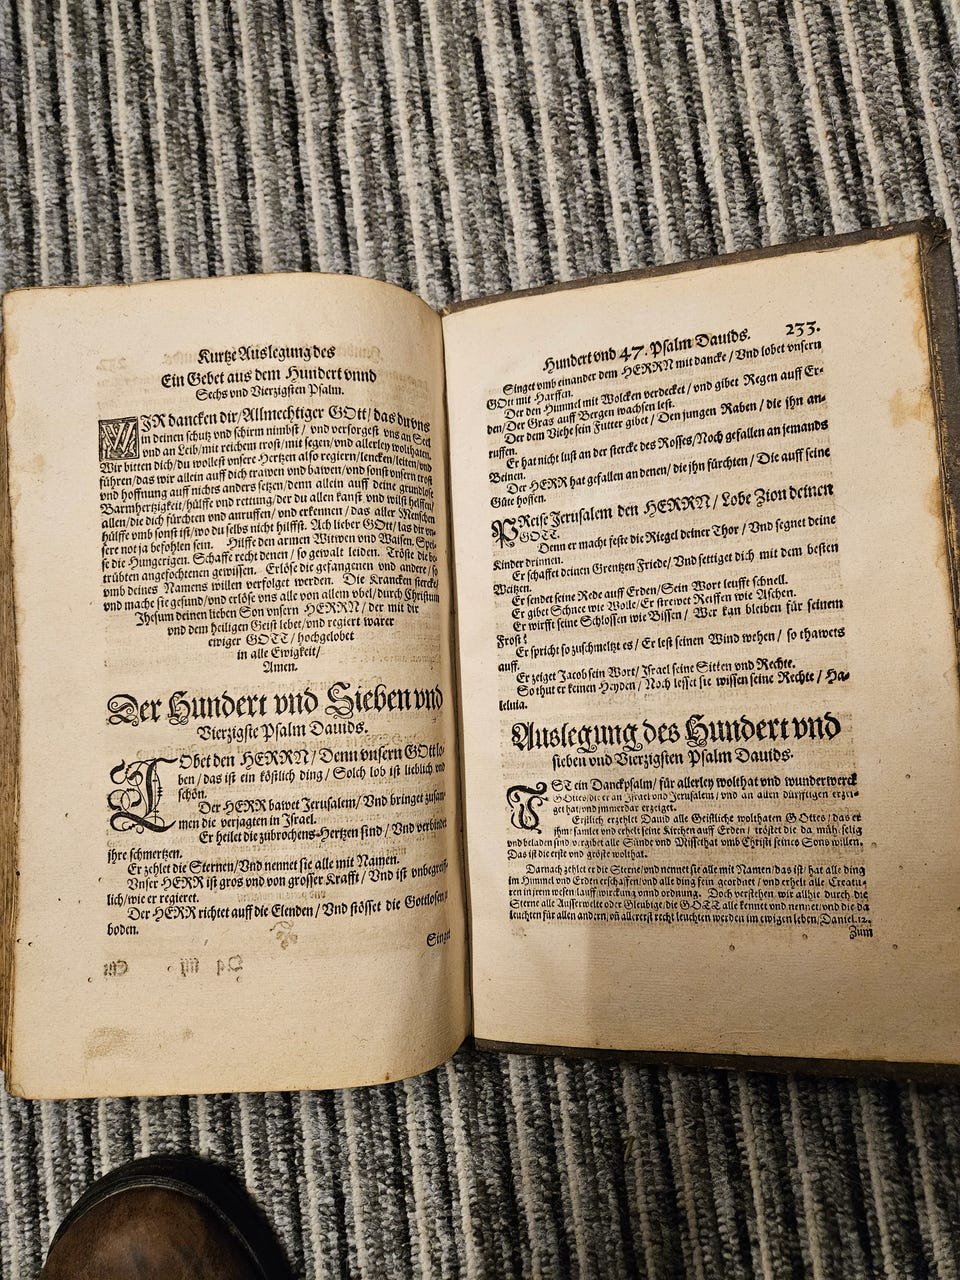 Kurtze Auslegung des
Ein Gebet aus dem Hundert vnnd
Sechs vnd Vierzigsten Psalm.
WIR dancken dir/Allmechtiger GOtt/das du vns
in deinen schutz vnd schirm nimbst/ vnd verforgest vns an Seel
vnd an Leib/mit reichem trost/mit segen/vnd allerley wolthaten.
Wir bitten dich/du wollest vnsere Hertzen also regiern/lencken/leiten/vnd
führen/das wir allein auff dich trawen vnd bawen/vnd sonst vnsern trost
vnd hoffnung auff nichts anders setzen/denn allein auff deine grundlose
Barmhertzigkeit/hülffe vnd rettung/der du allen kanst vnd wilst helffen/
allen/die dich fürchten vnd anruffen/vnd erkennen/das aller Menschen
hülffe vmb sonst ist/wo du selbs nicht hilffst. Ach lieber GOtt/las dir vn-
sere not ja befohlen sein. Hilffe den armen Witwen vnd Waisen. Spei-
se die Hungerigen. Schaffe recht denen/ so gewalt leiden. Tröste die be-
trübten angefochtenen gewissen. Erlöse die gefangenen vnd andere/so
vmb deines Namens willen verfolget werden. Die Krancken stercke/
vnd mache sie gesund/vnd erlöse vns alle von allem vbel/durch Christum
Jhesum deinen lieben Son vnsern HERRN/ der mit dir
vnd dem heiligen Geist lebet/vnd regiert warer
ewiger GOTT/ hochgelobet
in alle Ewigkeit/
Amen.
Der Hundert vnd Sieben vnd
Vierzigste Psalm Dauids.
LObet den HERRN/ Denn vnsern GOtt lo-
ben/ das ist ein köstlich ding/ Solch lob ist lieblich vnd
schön.
Der HERR bawet Jerusalem/ Vnd bringet zusam-
men die verjagten in Jsrael.
Er heilet die zubrochens Hertzen sind/ Vnd verbindet
jhre schmertzen.
Er zehlet die Sternen/Vnd nennet sie alle mit Namen.
Vnser HERR ist gros vnd von grosser Krafft/ Vnd ist vnbegreiff-
lich/wie er regieret.
Der HERR richtet auff die Elenden/ Vnd stösset die Gottlosen zu
boden.
Singet
Hundert vnd 47. Psalm Dauids. 233.
Singet vmb einander dem HERRN mit dancke/ Vnd lobet vnsern
GOtt mit Harffen.
Der den Himmel mit Wolcken verdecket/ vnd gibet Regen auff Er-
den/Der Gras auff Bergen wachsen lest.
Der dem Viehe sein Futter gibet/ Den jungen Raben/ die jhn an-
ruffen.
Er hat nicht lust an der stercke des Rosses/Noch gefallen an jemands
Beinen.
Der HERR hat gefallen an denen/ die jhn fürchten/ Die auff seine
Güte hoffen.
PReise Jerusalem den HERRN/ Lobe Zion deinen
GOTT.
Denn er macht feste die Riegel deiner Thor/ Vnd segnet deine
Kinder drinnen.
Er schaffet deinen Grentzen Friede/ Vnd settiget dich mit dem besten
Weitzen.
Er sendet seine Rede auff Erden/Sein Wort leufft schnell.
Er gibet Schnee wie Wolle/Er strewet Reiffen wie Aschen.
Er wirfft seine Schlossen wie Bissen/ Wer kan bleiben für seinem
Frost?
Er spricht so zuschmeltzt es/ Er lest seinen Wind wehen/ so thawets
auff.
Er zeiget Jacob sein Wort/ Jsrael seine Sitten vnd Rechte.
So thut er keinen Heyden/ Noch lesset sie wissen seine Rechte/ Ha-
leluia.
Auslegung des Hundert vnd
sieben vnd Vierzigsten Psalm Dauids.
IST ein Danckpsalm/ für allerley wolthat vnd wunderwerck
GOttes/die er an Jsrael vnd Jerusalem/ vnd an allen dürfftigen erzei-
get hat/vnd immerdar erzeiget.
Erstlich erzehlet Dauid alle Geistliche wolthaten GOttes/das er
jhm samlet vnd erhelt seine Kirchen auff Erden/ tröstet die da mühselig
vnd beladen sind/vergibet alle Sünde vnd Missethat vmb Christi seines Sons willen.
Das ist die erste vnd gröste wolthat.
Darnach zehlet er die Sterne/vnd nennet sie alle mit Namen/das ist/ hat alle ding
im Himmel vnd Erden erschaffen/vnd alle ding fein geordnet/ vnd erhelt alle Creatu-
ren in jrem wesen/lauff/wirckung vnd ordnung. Doch verstehen wir allhie durch die
Sterne alle Ausserwelte oder Gleubige/die GOTT alle kennet vnd nennet/vnd die da
leuchten für allen andern/vñ allererst recht leuchten werden im ewigen leben/Daniel.12.
Zum